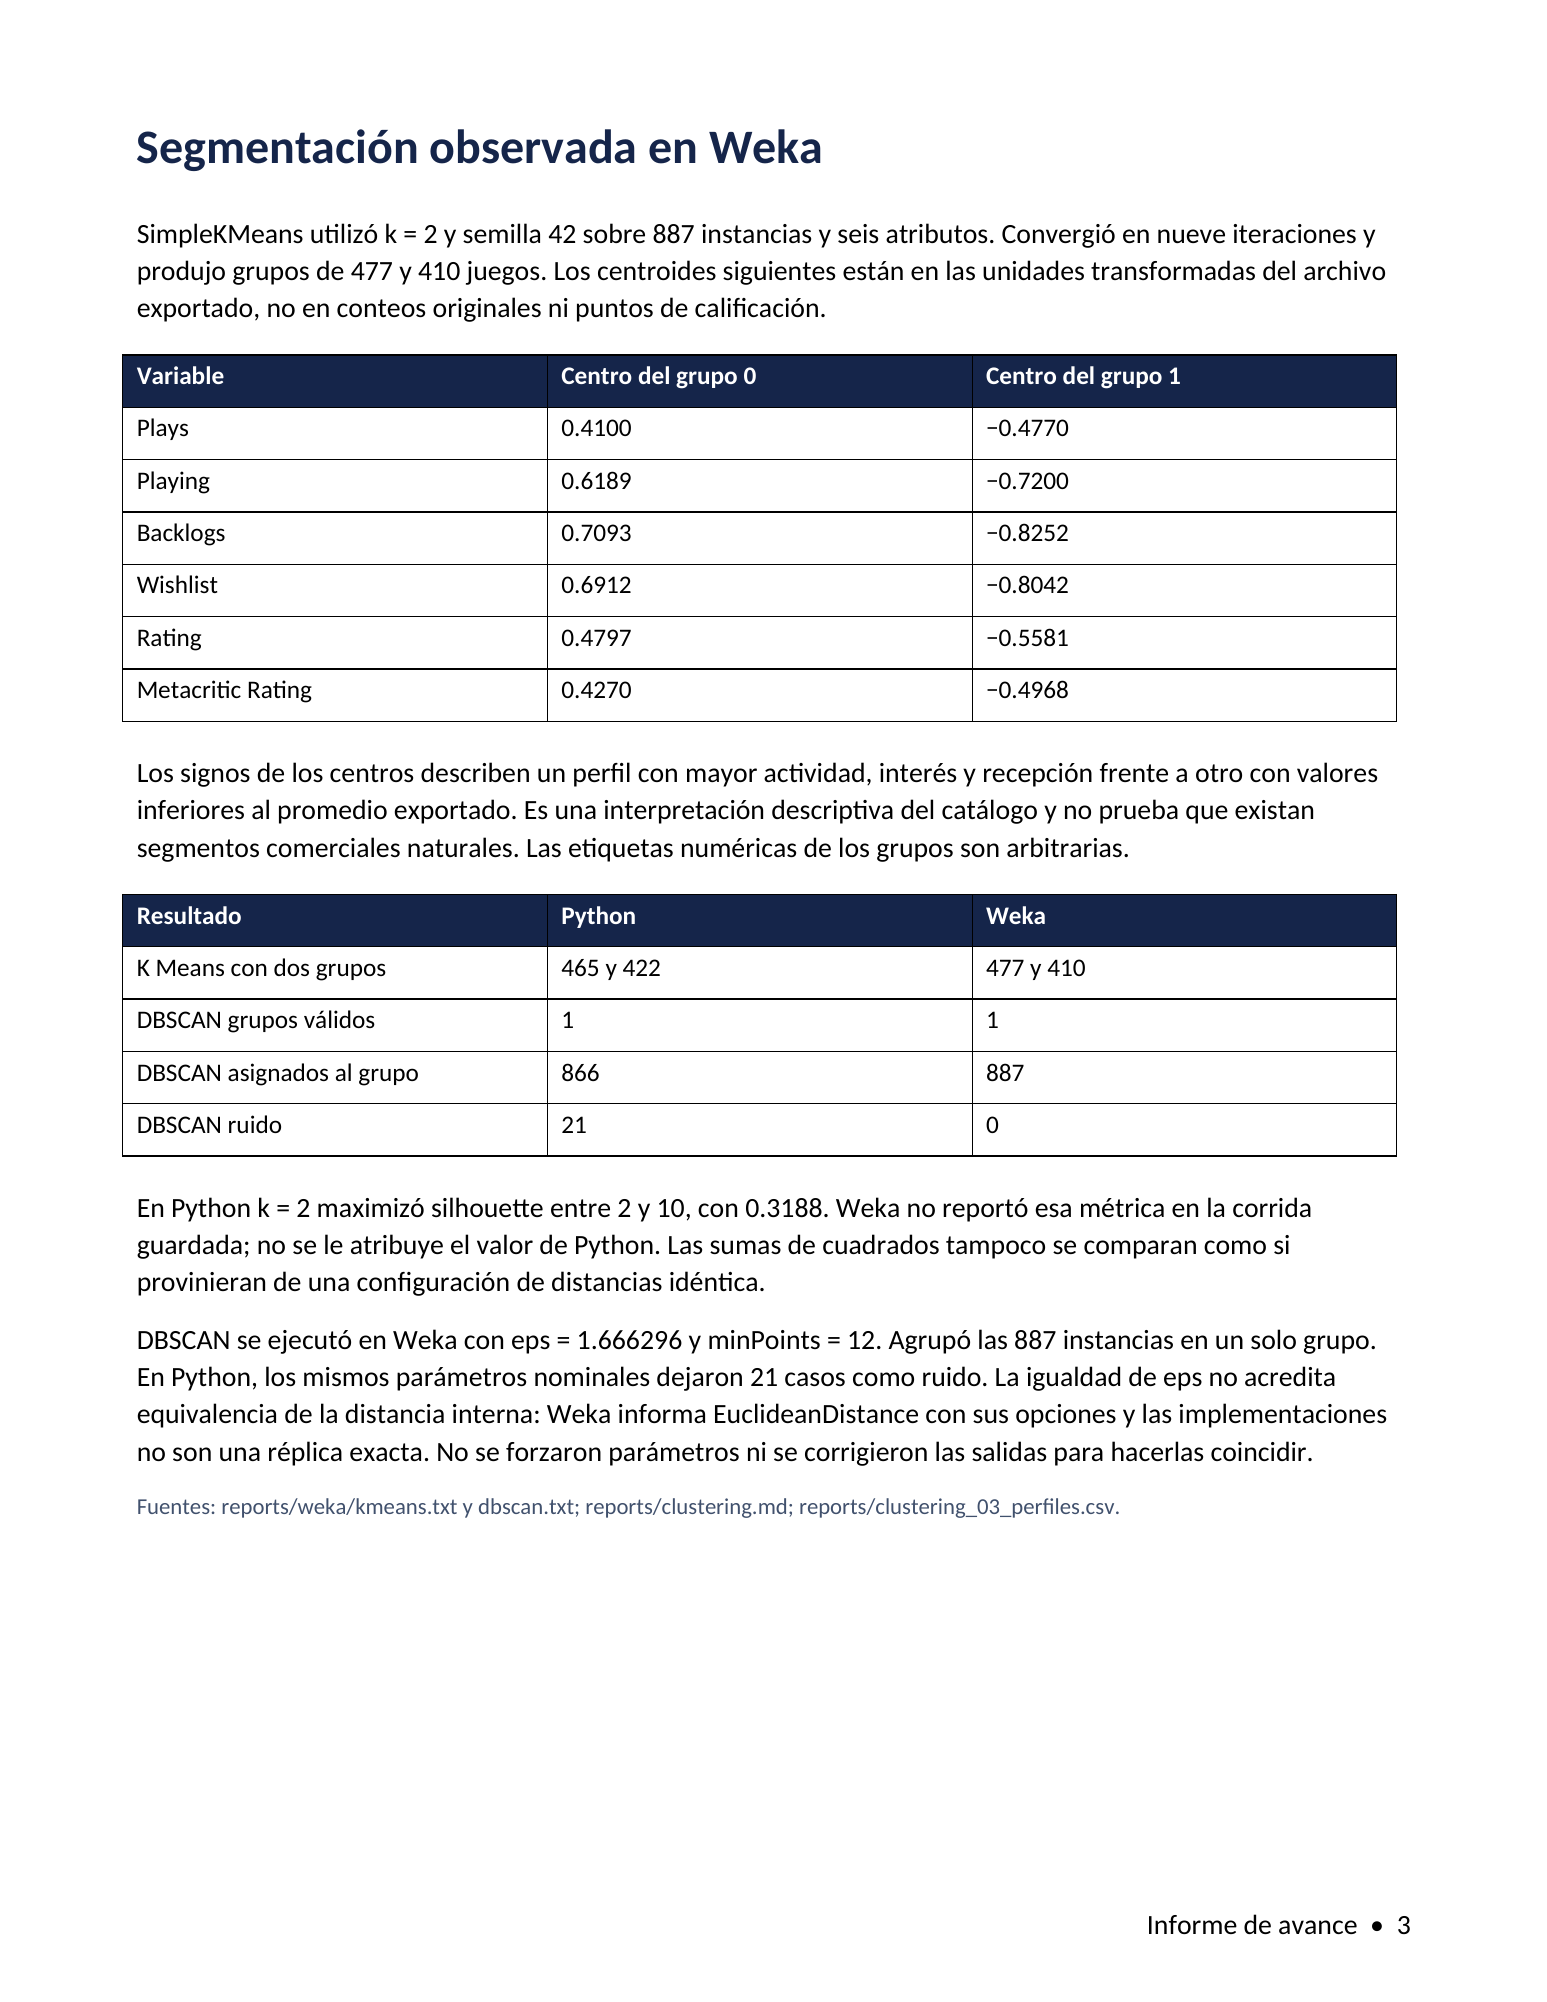 Segmentación observada en Weka
SimpleKMeans utilizó k = 2 y semilla 42 sobre 887 instancias y seis atributos. Convergió en nueve iteraciones y
produjo grupos de 477 y 410 juegos. Los centroides siguientes están en las unidades transformadas del archivo
exportado, no en conteos originales ni puntos de calificación.
Variable Centro del grupo 0 Centro del grupo 1
Plays 0.4100 −0.4770
Playing 0.6189 −0.7200
Backlogs 0.7093 −0.8252
Wishlist 0.6912 −0.8042
Rating 0.4797 −0.5581
Metacritic Rating 0.4270 −0.4968
Los signos de los centros describen un perfil con mayor actividad, interés y recepción frente a otro con valores
inferiores al promedio exportado. Es una interpretación descriptiva del catálogo y no prueba que existan
segmentos comerciales naturales. Las etiquetas numéricas de los grupos son arbitrarias.
Resultado Python Weka
K Means con dos grupos 465 y 422 477 y 410
DBSCAN grupos válidos 1 1
DBSCAN asignados al grupo 866 887
DBSCAN ruido 21 0
En Python k = 2 maximizó silhouette entre 2 y 10, con 0.3188. Weka no reportó esa métrica en la corrida
guardada; no se le atribuye el valor de Python. Las sumas de cuadrados tampoco se comparan como si
provinieran de una configuración de distancias idéntica.
DBSCAN se ejecutó en Weka con eps = 1.666296 y minPoints = 12. Agrupó las 887 instancias en un solo grupo.
En Python, los mismos parámetros nominales dejaron 21 casos como ruido. La igualdad de eps no acredita
equivalencia de la distancia interna: Weka informa EuclideanDistance con sus opciones y las implementaciones
no son una réplica exacta. No se forzaron parámetros ni se corrigieron las salidas para hacerlas coincidir.
Fuentes: reports/weka/kmeans.txt y dbscan.txt; reports/clustering.md; reports/clustering_03_perfiles.csv.
Informe de avance • 3